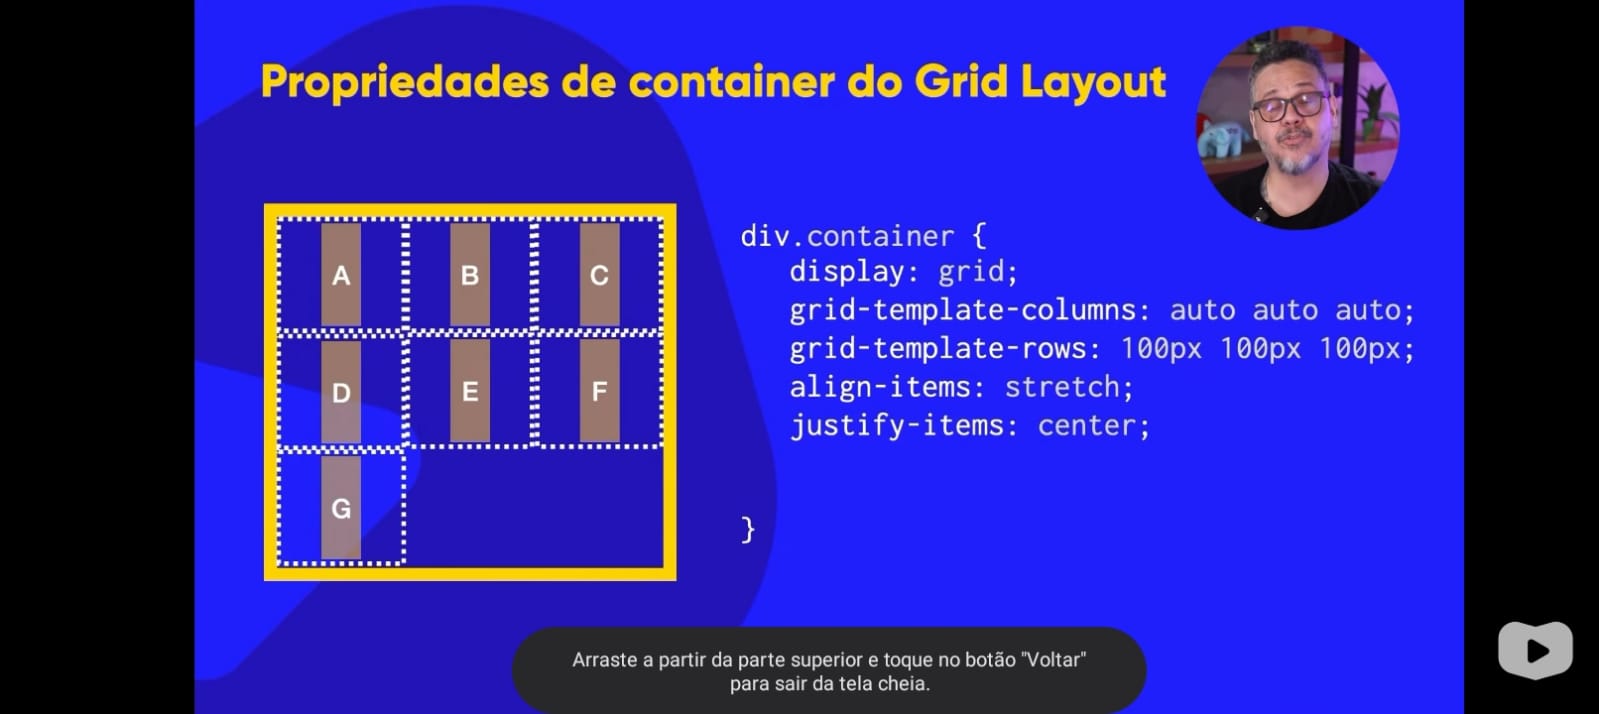 Propriedades de container do Grid Layout
A B C
D E F
G
div.container {
display: grid;
grid-template-columns: auto auto auto;
grid-template-rows: 100px 100px 100px;
align-items: stretch;
justify-items: center;
}
Arraste a partir da parte superior e toque no botão "Voltar"
para sair da tela cheia.